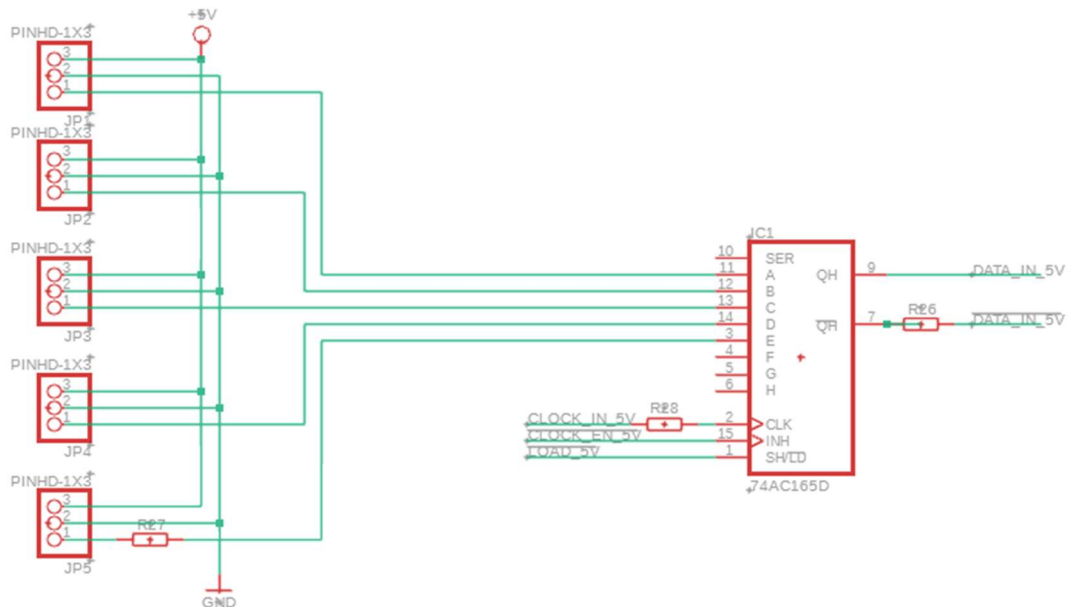 +5V
PINHD-1X3
3
2
1
JP1
PINHD-1X3
3
2
1
JP2
PINHD-1X3
3
2
1
JP3
PINHD-1X3
3
2
1
JP4
PINHD-1X3
3
2
1
R27
JP5
GND
IC1
10 SER
11 A QH 9 DATA_IN_5V
12 B
13 C R26
14 D QH 7 DATA_IN_5V
3 E
4 F
5 G
6 H
R28
CLOCK_IN_5V 2 CLK
CLOCK_EN_5V 15 INH
LOAD_5V 1 SH/LD
74AC165D